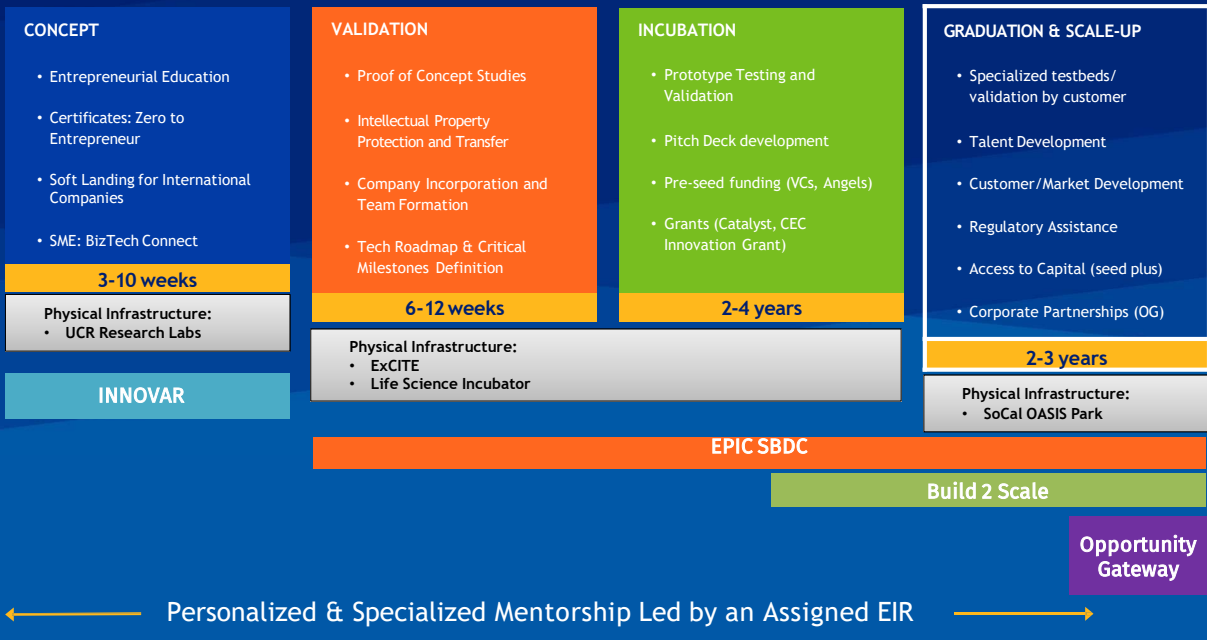 CONCEPT
• Entrepreneurial Education
• Certificates: Zero to
Entrepreneur
• Soft Landing for International
Companies
• SME: BizTech Connect
3-10 weeks
Physical Infrastructure:
• UCR Research Labs
INNOVAR
VALIDATION
• Proof of Concept Studies
• Intellectual Property
Protection and Transfer
• Company Incorporation and
Team Formation
• Tech Roadmap & Critical
Milestones Definition
6-12 weeks
INCUBATION
• Prototype Testing and
Validation
• Pitch Deck development
• Pre-seed funding (VCs, Angels)
• Grants (Catalyst, CEC
Innovation Grant)
2-4 years
Physical Infrastructure:
• ExCITE
• Life Science Incubator
GRADUATION & SCALE-UP
• Specialized testbeds/
validation by customer
• Talent Development
• Customer/Market Development
• Regulatory Assistance
• Access to Capital (seed plus)
• Corporate Partnerships (OG)
2-3 years
Physical Infrastructure:
• SoCal OASIS Park
EPIC SBDC
Build 2 Scale
Opportunity
Gateway
Personalized & Specialized Mentorship Led by an Assigned EIR